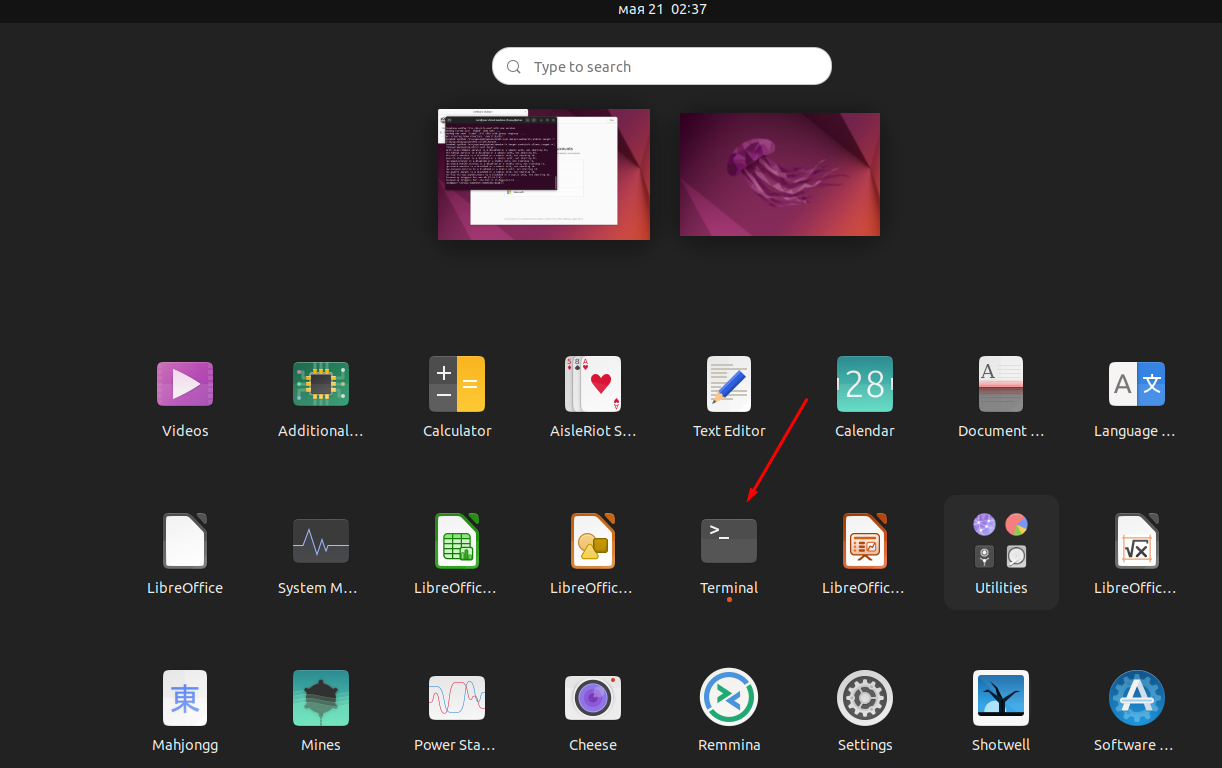 мая 21 02:37
Type to search
Videos
Additional...
Calculator
AisleRiot S...
Text Editor
Calendar
Document ...
Language ...
LibreOffice
System M...
LibreOffic...
LibreOffic...
Terminal
LibreOffic...
Utilities
LibreOffic...
Mahjongg
Mines
Power Sta...
Cheese
Remmina
Settings
Shotwell
Software ...